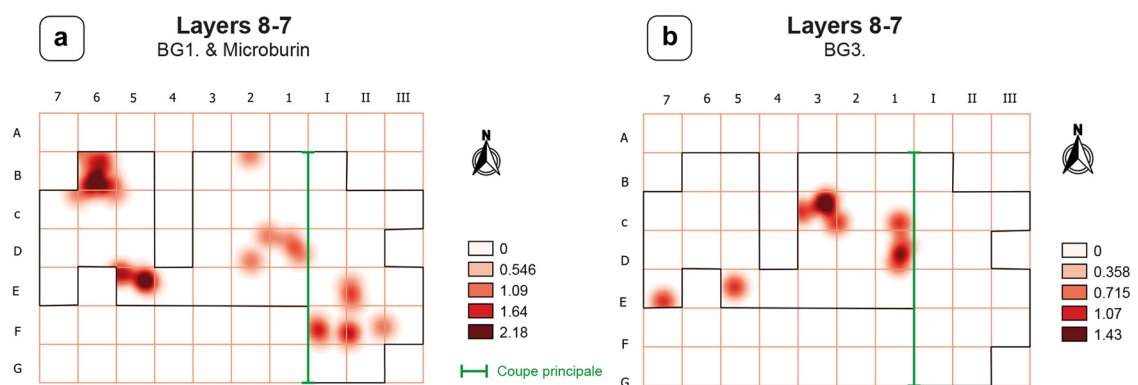 a
Layers 8-7
BG1. & Microburin
7 6 5 4 3 2 1 I II III
A
B
C
D
E
F
G
N
0
0.546
1.09
1.64
2.18
Coupe principale
b
Layers 8-7
BG3.
7 6 5 4 3 2 1 I II III
A
B
C
D
E
F
G
N
0
0.358
0.715
1.07
1.43